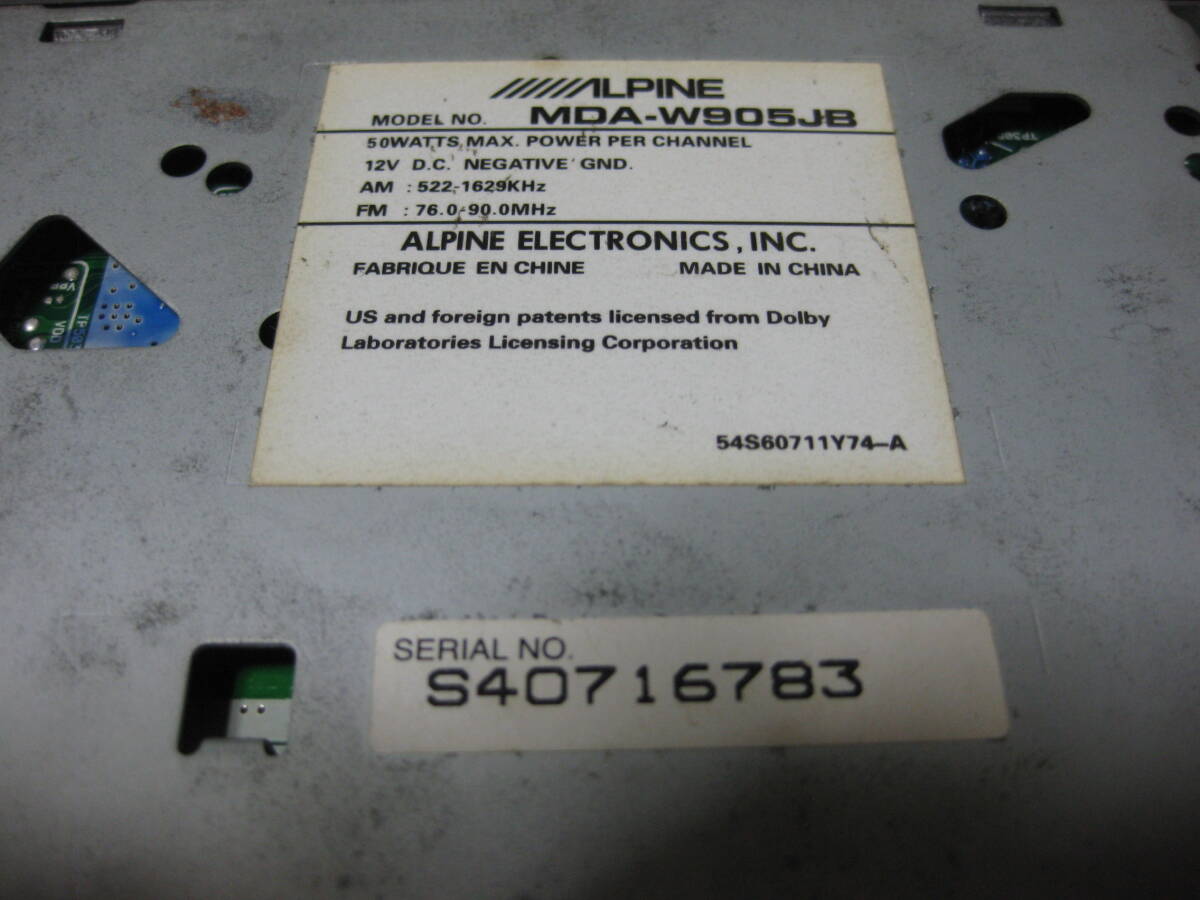 ALPINE
MODEL NO. MDA-W905JB
50WATTS MAX. POWER PER CHANNEL
12V D.C. NEGATIVE GND.
AM : 522-1629KHz
FM : 76.0-90.0MHz
ALPINE ELECTRONICS, INC.
FABRIQUE EN CHINE MADE IN CHINA
US and foreign patents licensed from Dolby
Laboratories Licensing Corporation
54S60711Y74-A
SERIAL NO.
S40716783